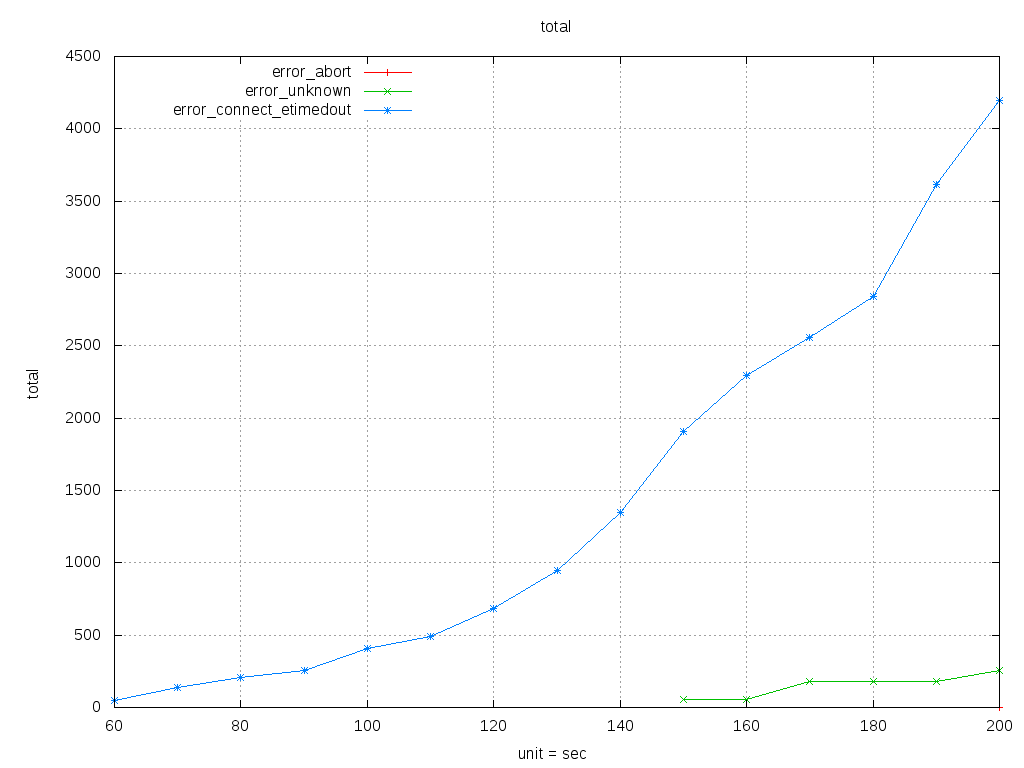 total
4500
4000
3500
3000
2500
2000
1500
1000
500
0
error_abort
error_unknown
error_connect_etimedout
total
60 80 100 120 140 160 180 200
unit = sec